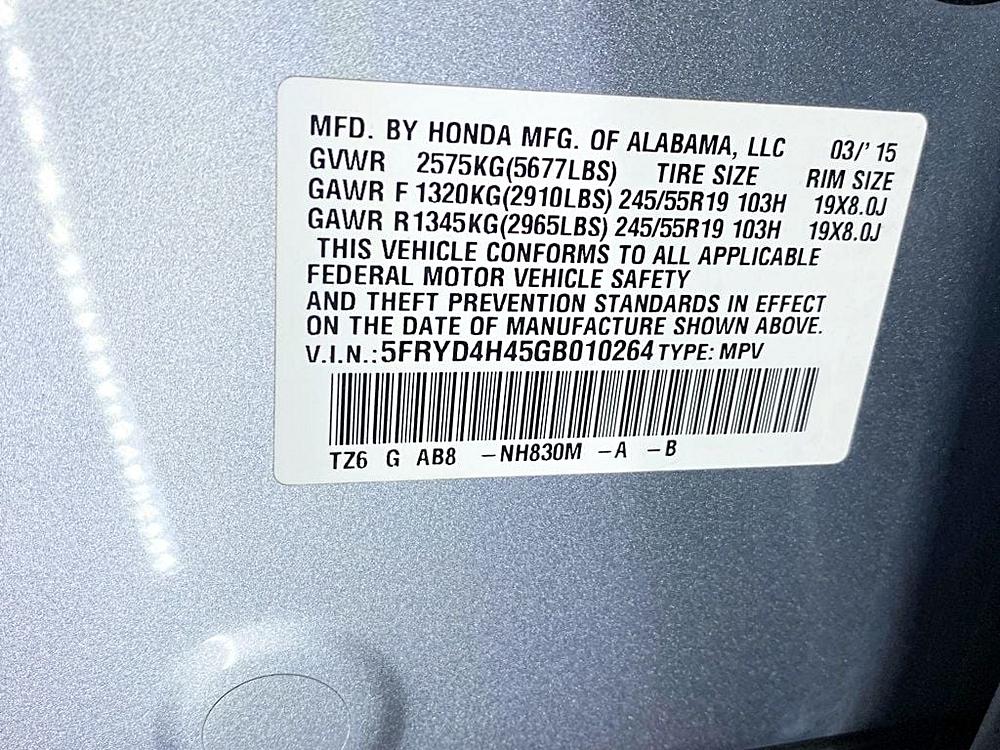 MFD. BY HONDA MFG. OF ALABAMA, LLC 03/' 15
GVWR 2575KG(5677LBS) TIRE SIZE RIM SIZE
GAWR F 1320KG(2910LBS) 245/55R19 103H 19X8.0J
GAWR R1345KG(2965LBS) 245/55R19 103H 19X8.0J
THIS VEHICLE CONFORMS TO ALL APPLICABLE
FEDERAL MOTOR VEHICLE SAFETY
AND THEFT PREVENTION STANDARDS IN EFFECT
ON THE DATE OF MANUFACTURE SHOWN ABOVE.
V.I.N.:5FRYD4H45GB010264 TYPE: MPV
TZ6 G AB8 –NH830M –A –B